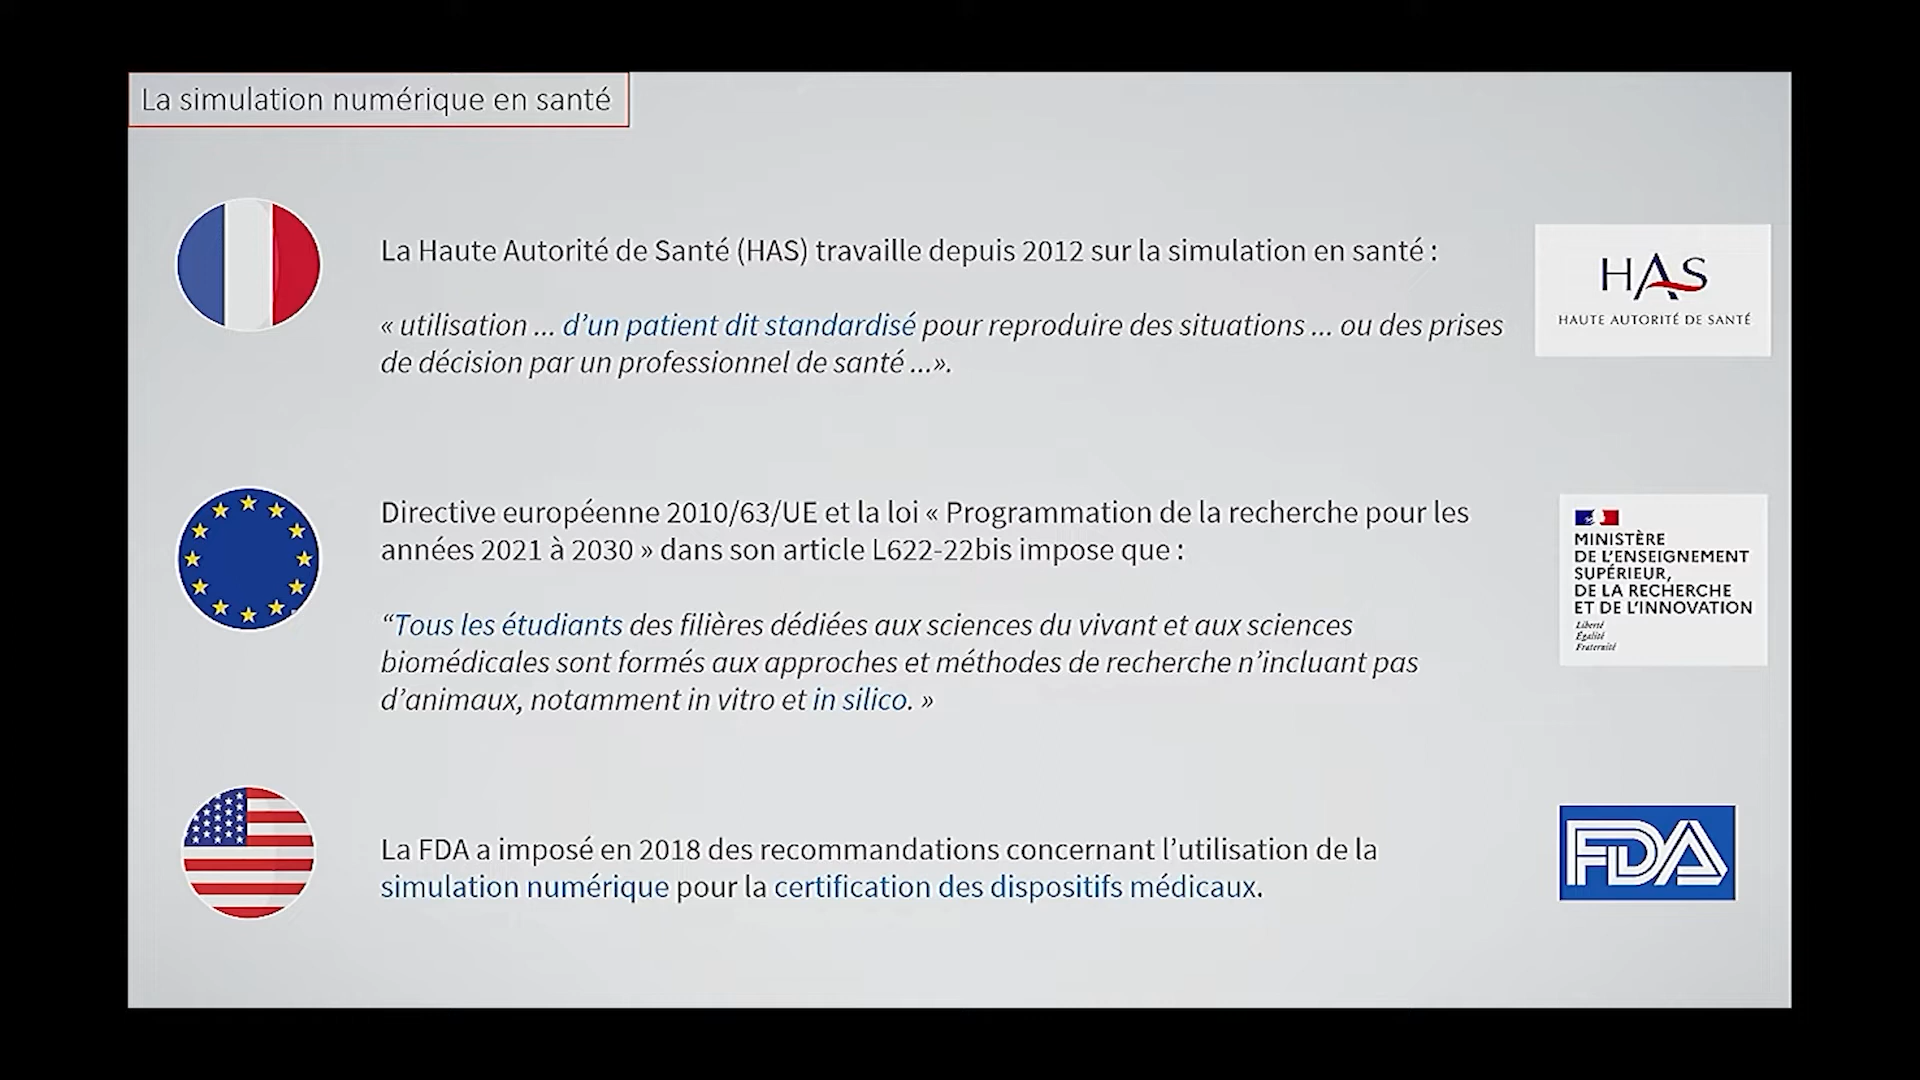 La simulation numérique en santé
La Haute Autorité de Santé (HAS) travaille depuis 2012 sur la simulation en santé :
« utilisation ... d’un patient dit standardisé pour reproduire des situations ... ou des prises
de décision par un professionnel de santé ...».
HAS
HAUTE AUTORITÉ DE SANTÉ
Directive européenne 2010/63/UE et la loi « Programmation de la recherche pour les
années 2021 à 2030 » dans son article L622-22bis impose que :
“Tous les étudiants des filières dédiées aux sciences du vivant et aux sciences
biomédicales sont formés aux approches et méthodes de recherche n’incluant pas
d’animaux, notamment in vitro et in silico. »
MINISTÈRE
DE L’ENSEIGNEMENT
SUPÉRIEUR,
DE LA RECHERCHE
ET DE L’INNOVATION
Liberté
Égalité
Fraternité
La FDA a imposé en 2018 des recommandations concernant l’utilisation de la
simulation numérique pour la certification des dispositifs médicaux.
FDA